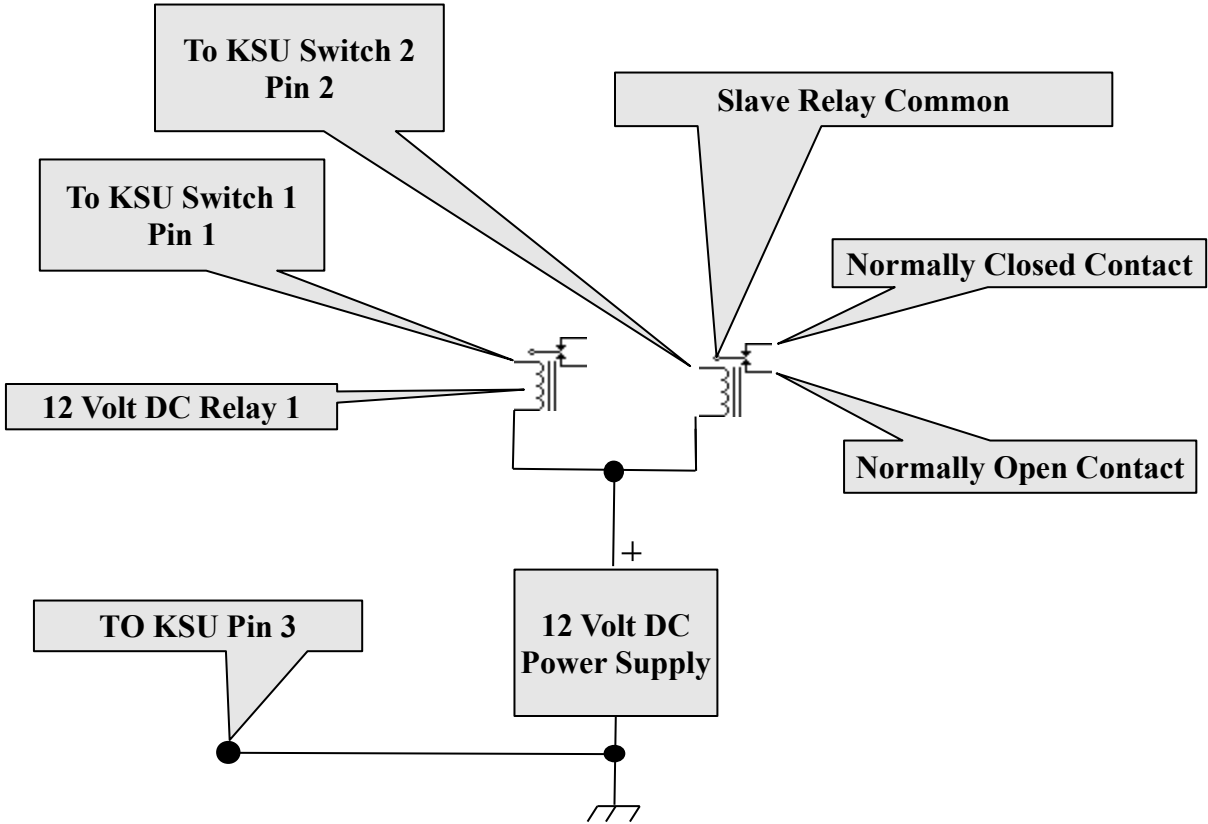 To KSU Switch 2
Pin 2
Slave Relay Common
To KSU Switch 1
Pin 1
Normally Closed Contact
12 Volt DC Relay 1
Normally Open Contact
+
TO KSU Pin 3
12 Volt DC
Power Supply